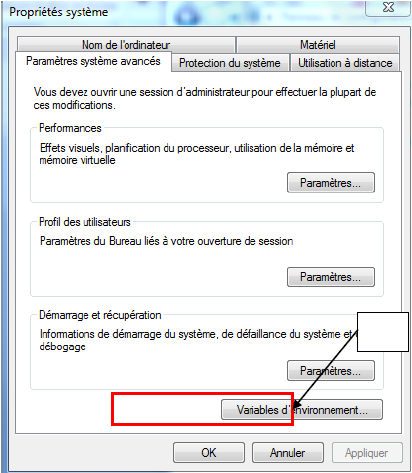 Propriétés système
Nom de l'ordinateur
Matériel
Paramètres système avancés
Protection du système
Utilisation à distance
Vous devez ouvrir une session d'administrateur pour effectuer la plupart
de ces modifications.
Performances
Effets visuels, planification du processeur, utilisation de la mémoire et
mémoire virtuelle
Paramètres...
Profil des utilisateurs
Paramètres du Bureau liés à votre ouverture de session
Paramètres...
Démarrage et récupération
Informations de démarrage du système, de défaillance du système et
débogage
Paramètres...
Variables d'environnement...
OK
Annuler
Appliquer